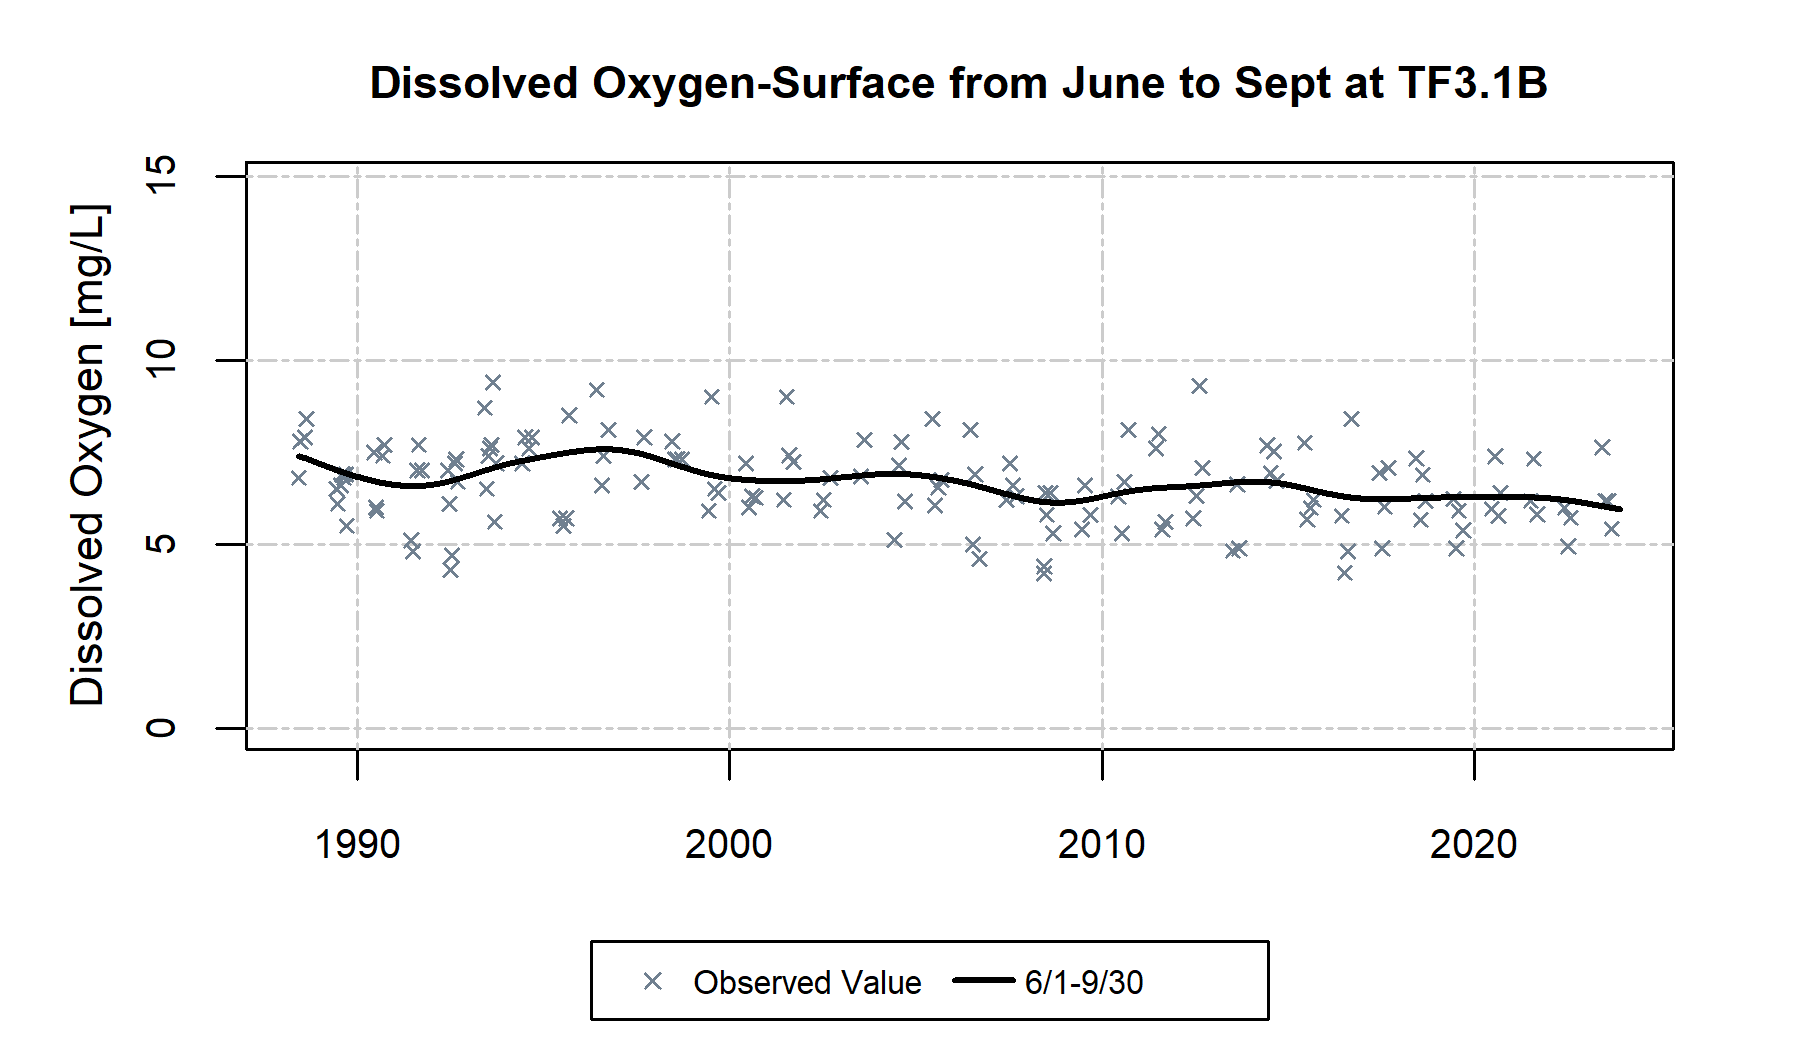 Dissolved Oxygen-Surface from June to Sept at TF3.1B
Dissolved Oxygen [mg/L]
15
10
5
0
1990 2000 2010 2020
Observed Value 6/1-9/30